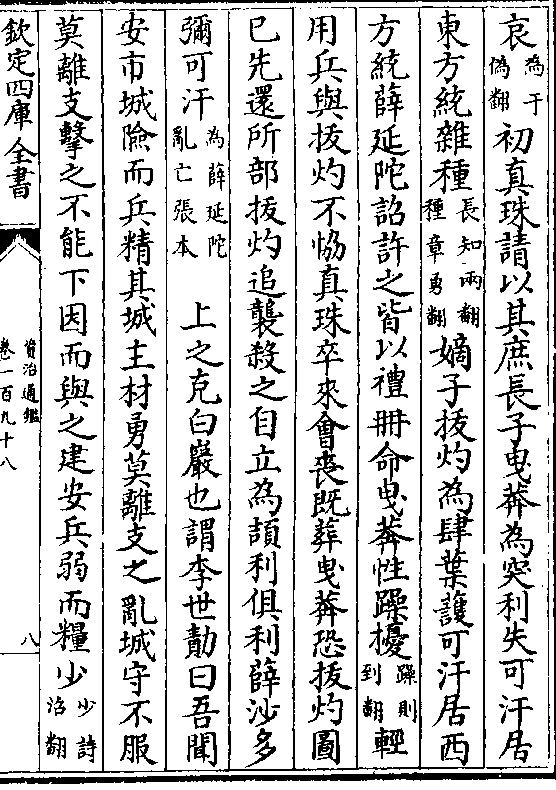 哀為于偽翻初真珠請以其庶長子曵莽為突利失可汗居
東方統雜種長知兩翻種章勇翻嫡子拔灼為肆葉護可汗居西
方統薛延陀詔許之皆以禮冊命曵莽性躁擾躁則到翻輕
用兵與拔灼不恊真珠卒來會喪既葬曵莽恐拔灼圖
已先還所部拔灼追襲殺之自立為頡利俱利薛沙多
彌可汗為薛延陀亂亡張本 上之克白巖也謂李世勣曰吾聞
安市城險而兵精其城主材勇莫離支之亂城守不服
莫離支擊之不能下因而與之建安兵弱而糧少少詩沼翻
欽定四庫全書
資治通鑑
卷一百九十八
八